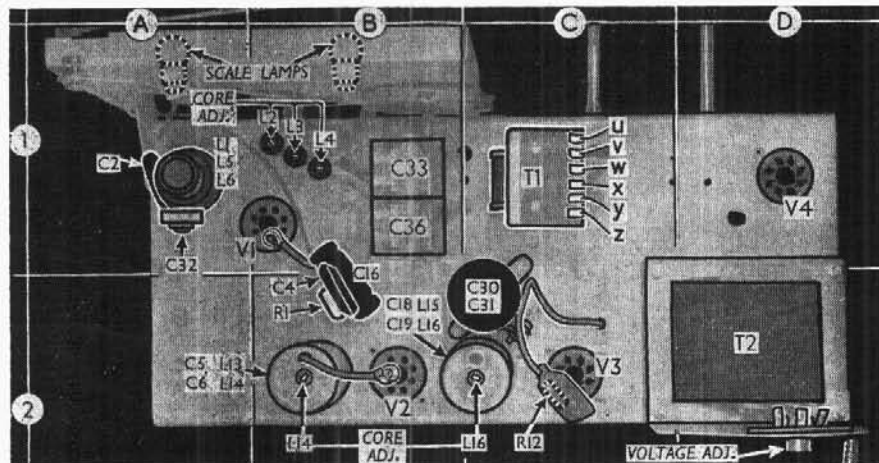 A
B
C
D
SCALE LAMPS
CORE
ADJ.
L2
L3
L4
1
C2
L1
L5
L6
C33
C36
T1
u
v
w
x
y
z
V4
V1
C32
C4
C16
R1
C18 L15
C19 L16
C30
C31
T2
C5 L13
C6 L14
V2
V3
2
L14
CORE
ADJ.
L16
R12
VOLTAGE ADJ.